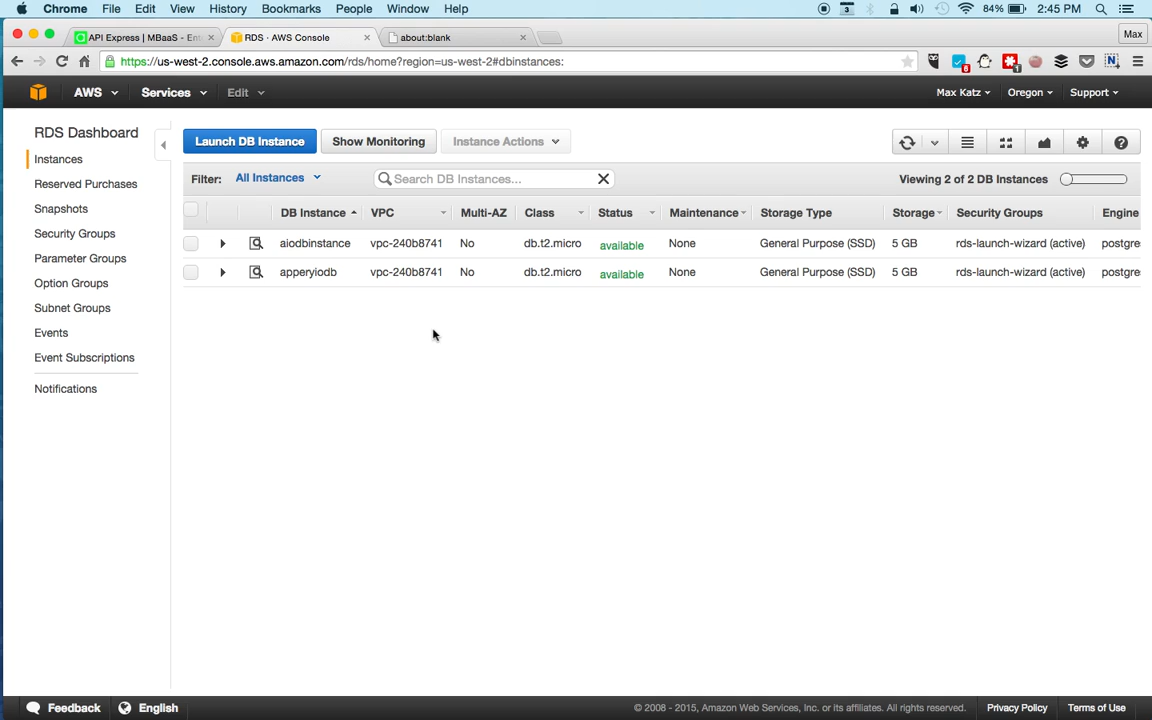 Chrome File Edit View History Bookmarks People Window Help 3 84% 2:45 PM
API Express | MBaaS - Ent RDS · AWS Console about:blank Max
https://us-west-2.console.aws.amazon.com/rds/home?region=us-west-2#dbinstances: 8 1 N
AWS Services Edit Max Katz Oregon Support
RDS Dashboard
Instances
Reserved Purchases
Snapshots
Security Groups
Parameter Groups
Option Groups
Subnet Groups
Events
Event Subscriptions
Notifications
Launch DB Instance Show Monitoring Instance Actions
Filter: All Instances Search DB Instances... Viewing 2 of 2 DB Instances
DB Instance VPC Multi-AZ Class Status Maintenance Storage Type Storage Security Groups Engine
aiodbinstance vpc-240b8741 No db.t2.micro available None General Purpose (SSD) 5 GB rds-launch-wizard (active) postgre
apperyiodb vpc-240b8741 No db.t2.micro available None General Purpose (SSD) 5 GB rds-launch-wizard (active) postgre
Feedback English © 2008 - 2015, Amazon Web Services, Inc. or its affiliates. All rights reserved. Privacy Policy Terms of Use